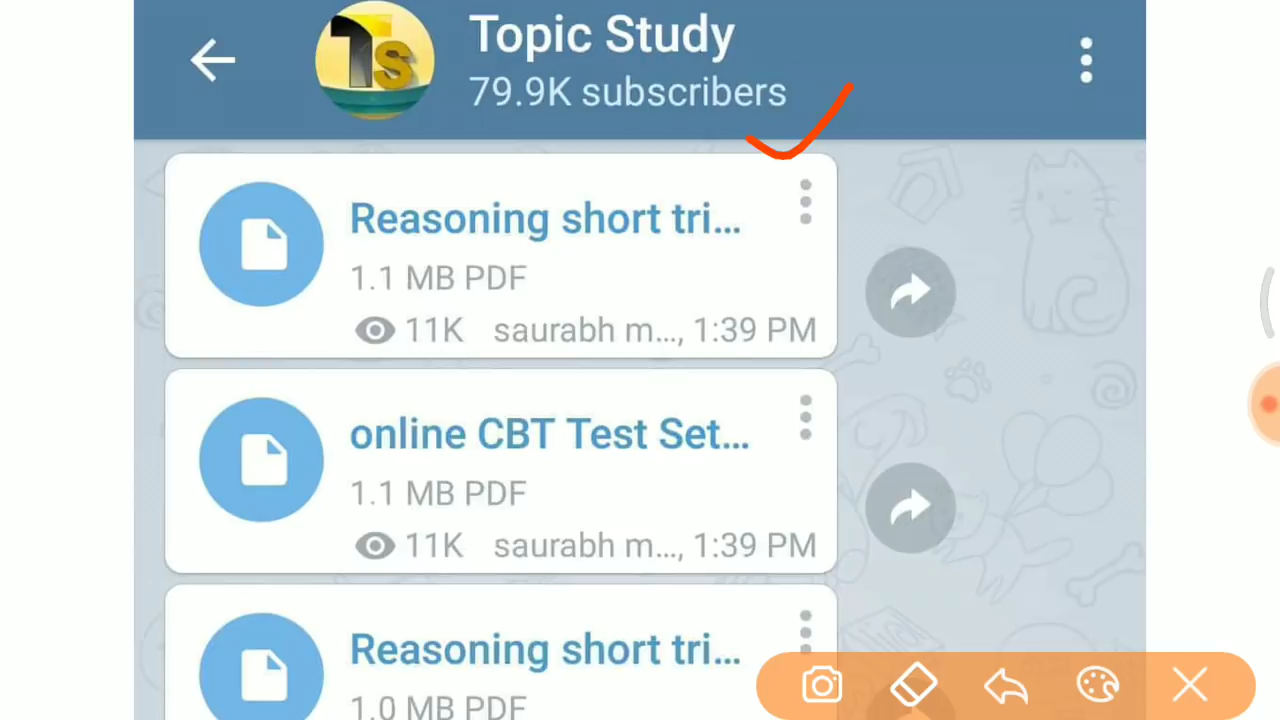 Topic Study
79.9K subscribers
Ts
Reasoning short tri...
1.1 MB PDF
11K saurabh m..., 1:39 PM
online CBT Test Set...
1.1 MB PDF
11K saurabh m..., 1:39 PM
Reasoning short tri...
1.0 MB PDF